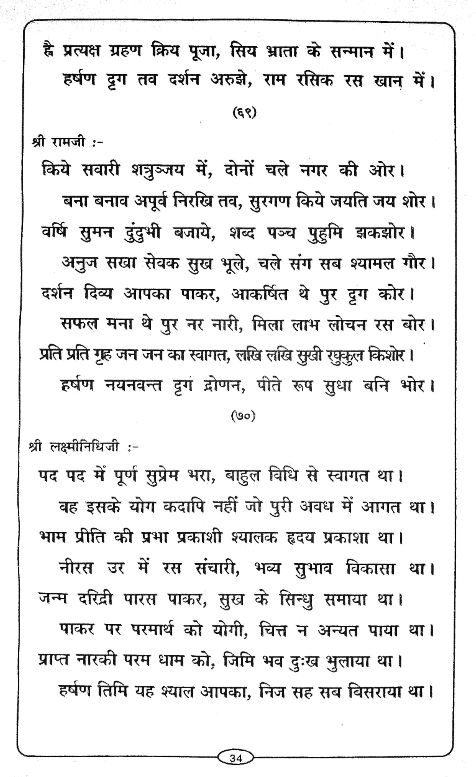 ह्वै प्रत्यक्ष ग्रहण क्रिय पूजा, सिय भ्राता के सन्मान में।
हर्षण दृग तव दर्शन अरुझे, राम रसिक रस खान में।
(६९)
श्री रामजी :-
किये सवारी शत्रुञ्जय में, दोनों चले नगर की ओर।
बना बनाव अपूर्व निरखि तव, सुरगण किये जयति जय शोर।
वर्षि सुमन दुंदुभी बजाये, शब्द पञ्च पुहुमि झकझोर।
अनुज सखा सेवक सुख भूले, चले संग सब श्यामल गौर।
दर्शन दिव्य आपका पाकर, आकर्षित थे पुर दृग कोर।
सफल मना थे पुर नर नारी, मिला लाभ लोचन रस बोर।
प्रति प्रति गृह जन जन का स्वागत, लखि लखि सुखी रघुकुल किशोर।
हर्षण नयनवन्त दृग द्रोणन, पीते रूप सुधा बनि भोर।
(७०)
श्री लक्ष्मीनिधिजी :-
पद पद में पूर्ण सुप्रेम भरा, बाहुल विधि से स्वागत था।
वह इसके योग कदापि नहीं जो पुरी अवध में आगत था।
भाम प्रीति की प्रभा प्रकाशी श्यालक हृदय प्रकाशा था।
नीरस उर में रस संचारी, भव्य सुभाव विकासा था।
जन्म दरिद्री पारस पाकर, सुख के सिन्धु समाया था।
पाकर पर परमार्थ को योगी, चित्त न अन्यत पाया था।
प्राप्त नारकी परम धाम को, जिमि भव दुःख भुलाया था।
हर्षण तिमि यह श्याल आपका, निज सह सब विसराया था।
34